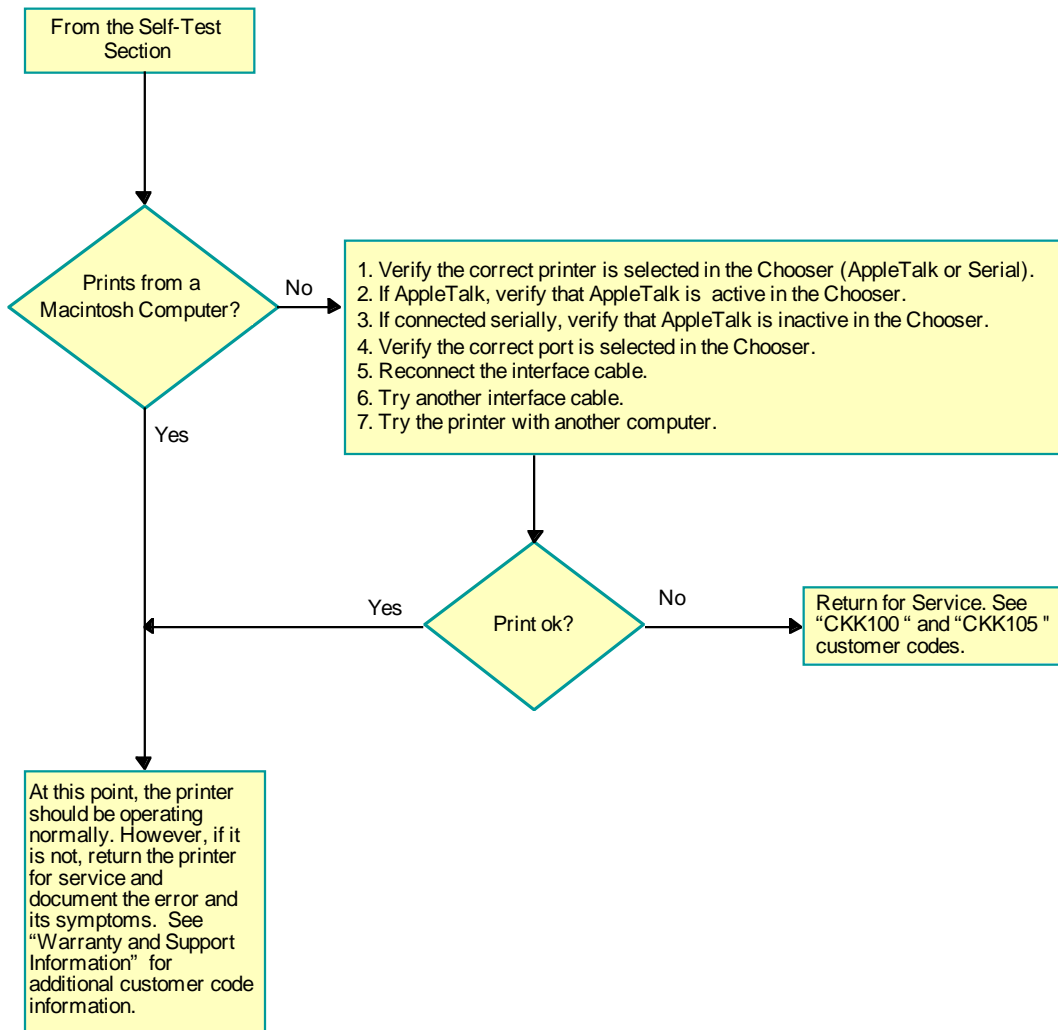 From the Self-Test
Section
Prints from a
Macintosh Computer?
No
1. Verify the correct printer is selected in the Chooser (AppleTalk or Serial).
2. If AppleTalk, verify that AppleTalk is active in the Chooser.
3. If connected serially, verify that AppleTalk is inactive in the Chooser.
4. Verify the correct port is selected in the Chooser.
5. Reconnect the interface cable.
6. Try another interface cable.
7. Try the printer with another computer.
Yes
Yes
Print ok?
No
Return for Service. See
“CKK100 “ and “CKK105 "
customer codes.
At this point, the printer
should be operating
normally. However, if it
is not, return the printer
for service and
document the error and
its symptoms. See
“Warranty and Support
Information” for
additional customer code
information.